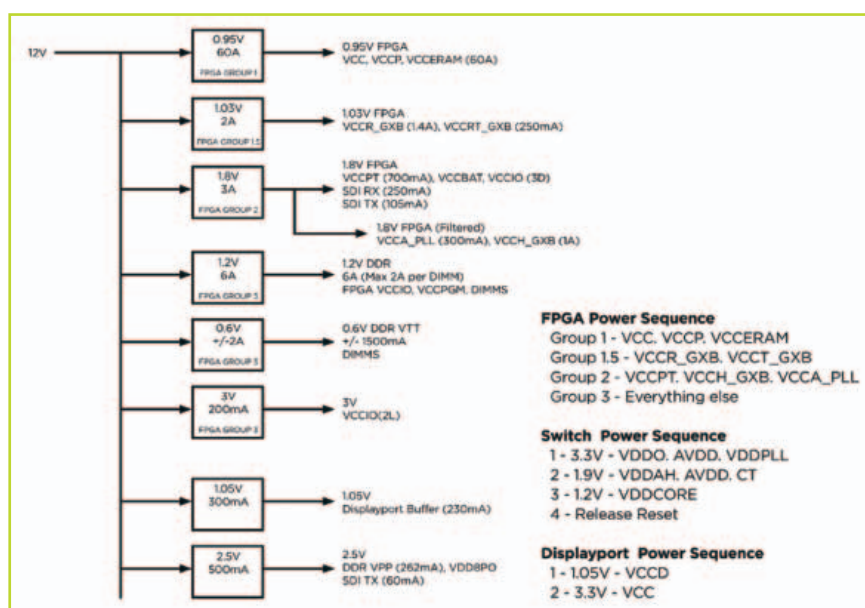 12V
0.95V
60A
FPGA GROUP 1
0.95V FPGA
VCC, VCCP, VCCERAM (60A)
1.03V
2A
FPGA GROUP 1.5
1.03V FPGA
VCCR_GXB (1.4A), VCCRT_GXB (250mA)
1.8V
3A
FPGA GROUP 2
1.8V FPGA
VCCPT (700mA), VCCBAT, VCCIO (3D)
SDI RX (250mA)
SDI TX (105mA)
1.8V FPGA (Filtered)
VCCA_PLL (300mA), VCCH_GXB (1A)
1.2V
6A
FPGA GROUP 3
1.2V DDR
6A (Max 2A per DIMM)
FPGA VCCIO, VCCPGM, DIMMS
0.6V
+/-2A
FPGA GROUP 3
0.6V DDR VTT
+/- 1500mA
DIMMS
3V
200mA
FPGA GROUP 3
3V
VCCIO(2L)
1.05V
300mA
1.05V
Displayport Buffer (230mA)
2.5V
500mA
2.5V
DDR VPP (262mA), VDD8PO
SDI TX (60mA)
FPGA Power Sequence
Group 1 - VCC. VCCP. VCCERAM
Group 1.5 - VCCR_GXB. VCCT_GXB
Group 2 - VCCPT. VCCH_GXB. VCCA_PLL
Group 3 - Everything else
Switch Power Sequence
1 - 3.3V - VDDO. AVDD. VDDPLL
2 - 1.9V - VDDAH. AVDD. CT
3 - 1.2V - VDDCORE
4 - Release Reset
Displayport Power Sequence
1 - 1.05V - VCCD
2 - 3.3V - VCC